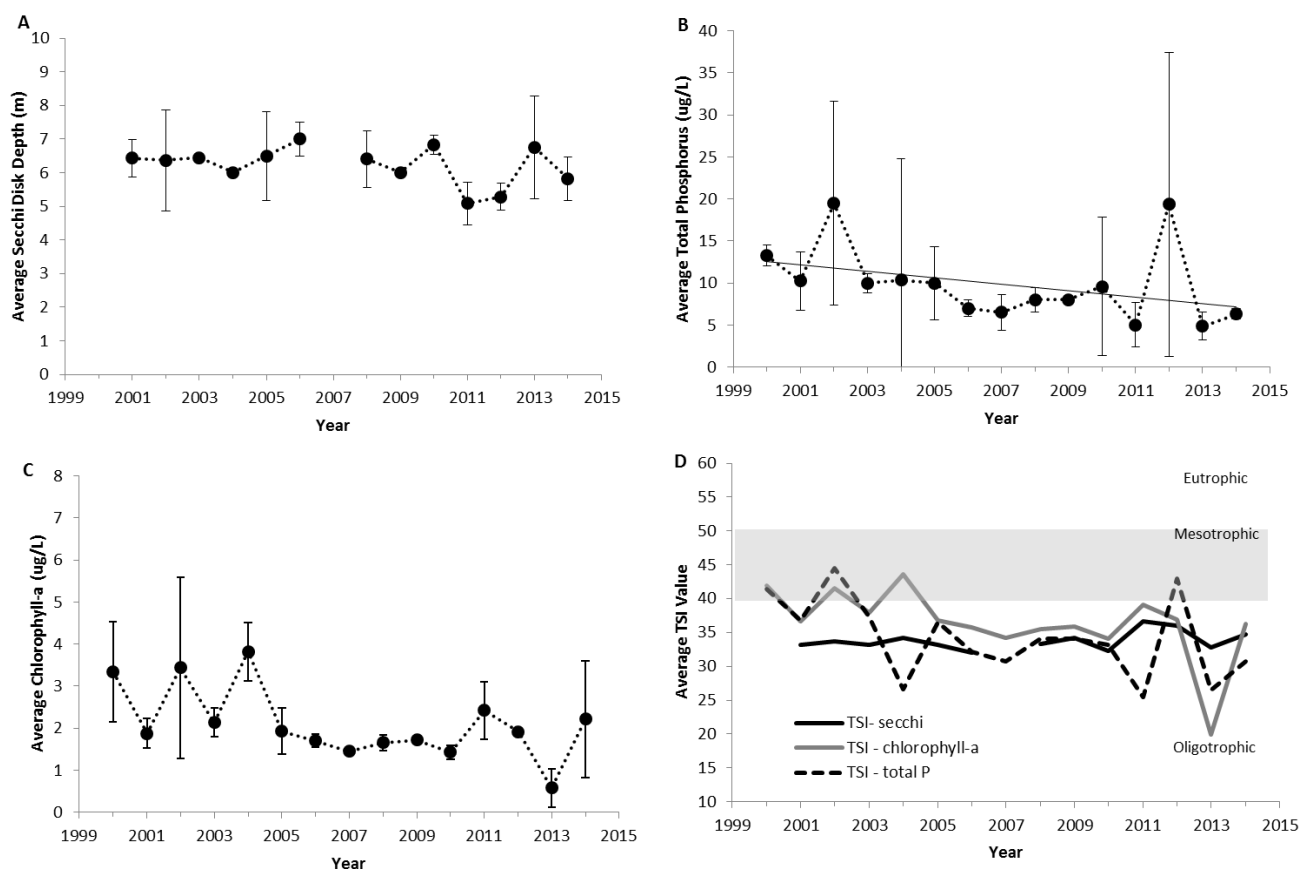 A
Average Secchi Disk Depth (m)
10
9
8
7
6
5
4
3
2
1
0
1999 2001 2003 2005 2007 2009 2011 2013 2015
Year
B
Average Total Phosphorus (ug/L)
40
35
30
25
20
15
10
5
0
1999 2001 2003 2005 2007 2009 2011 2013 2015
Year
C
Average Chlorophyll-a (ug/L)
8
7
6
5
4
3
2
1
0
1999 2001 2003 2005 2007 2009 2011 2013 2015
Year
D
Average TSI Value
60
55
50
45
40
35
30
25
20
15
10
Eutrophic
Mesotrophic
Oligotrophic
TSI- secchi
TSI - chlorophyll-a
TSI - total P
1999 2001 2003 2005 2007 2009 2011 2013 2015
Year